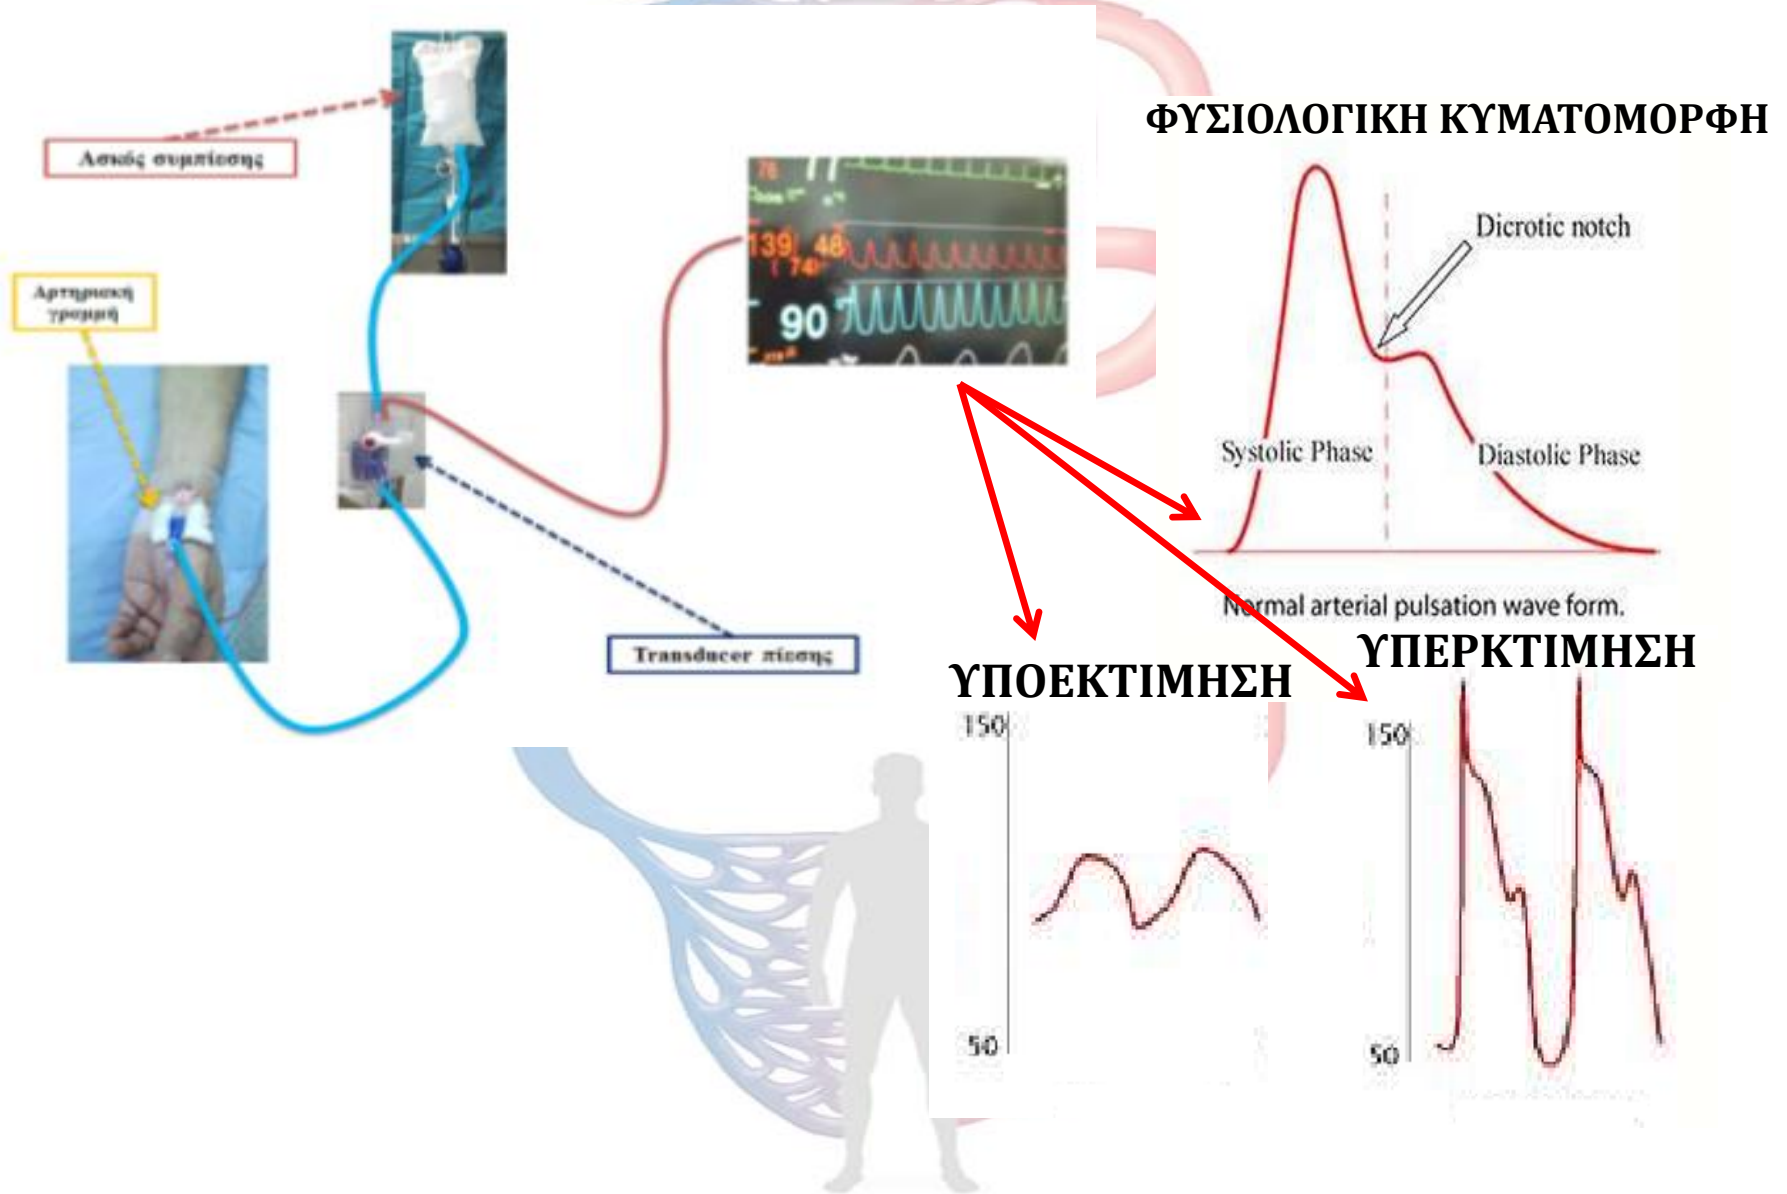 ΦΥΣΙΟΛΟΓΙΚΗ ΚΥΜΑΤΟΜΟΡΦΗ
Ασκός συμπίεσης
Αρτηριακή
γραμμή
Transducer πίεσης
139 48
(74)
90
Dicrotic notch
Systolic Phase
Diastolic Phase
Normal arterial pulsation wave form.
ΥΠΟΕΚΤΙΜΗΣΗ
150
50
ΥΠΕΡΚΤΙΜΗΣΗ
150
50